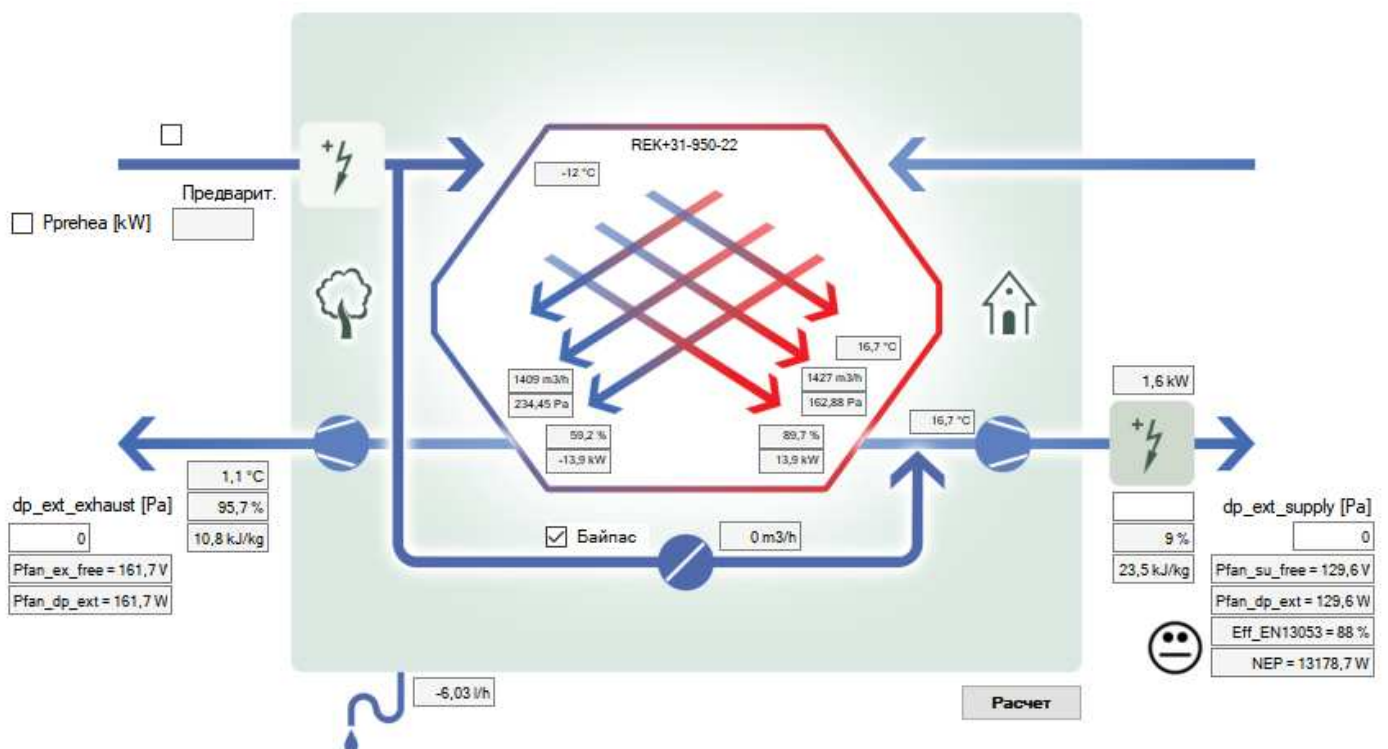 REK+31-950-22
-12 °C
Предварит.
Pprehea [kW]
16,7 °C
1409 m3/h
234,45 Pa
1427 m3/h
162,88 Pa
1,6 kW
59,2 %
-13,9 kW
89,7 %
13,9 kW
16,7 °C
1,1 °C
95,7 %
10,8 kJ/kg
dp_ext_exhaust [Pa]
0
Pfan_ex_free = 161,7 V
Pfan_dp_ext = 161,7 W
Байпас
0 m3/h
9 %
23,5 kJ/kg
dp_ext_supply [Pa]
0
Pfan_su_free = 129,6 V
Pfan_dp_ext = 129,6 W
Eff_EN13053 = 88 %
NEP = 13178,7 W
-6,03 l/h
Расчет